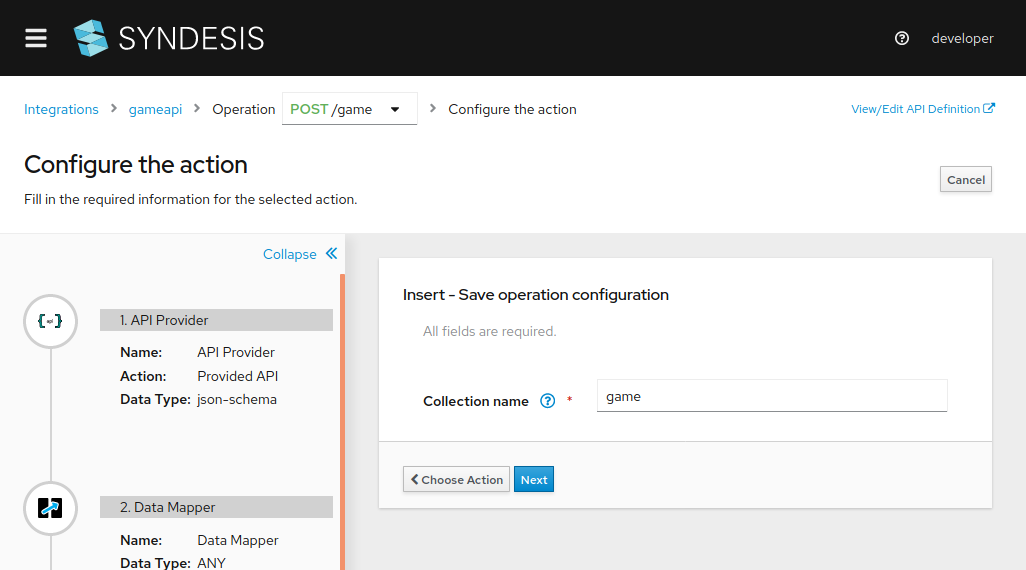 SYNDESIS
developer
Integrations > gameapi > Operation POST /game > Configure the action
View/Edit API Definition
Configure the action
Cancel
Fill in the required information for the selected action.
Collapse
1. API Provider
Name: API Provider
Action: Provided API
Data Type: json-schema
2. Data Mapper
Name: Data Mapper
Data Type: ANY
Insert - Save operation configuration
All fields are required.
Collection name * game
Choose Action
Next